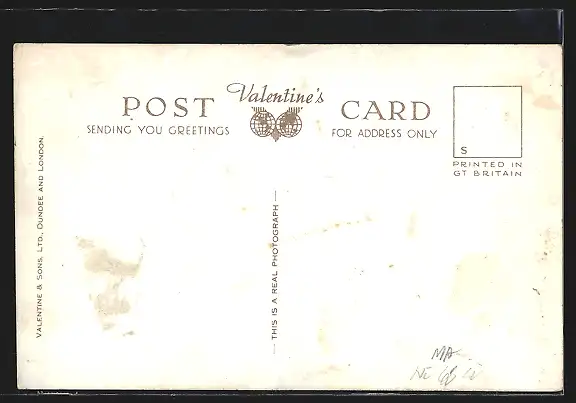 Valentine's
POST CARD
SENDING YOU GREETINGS
FOR ADDRESS ONLY
S
PRINTED IN
GT BRITAIN
VALENTINE & SONS, LTD., DUNDEE AND LONDON.
— THIS IS A REAL PHOTOGRAPH —
MA